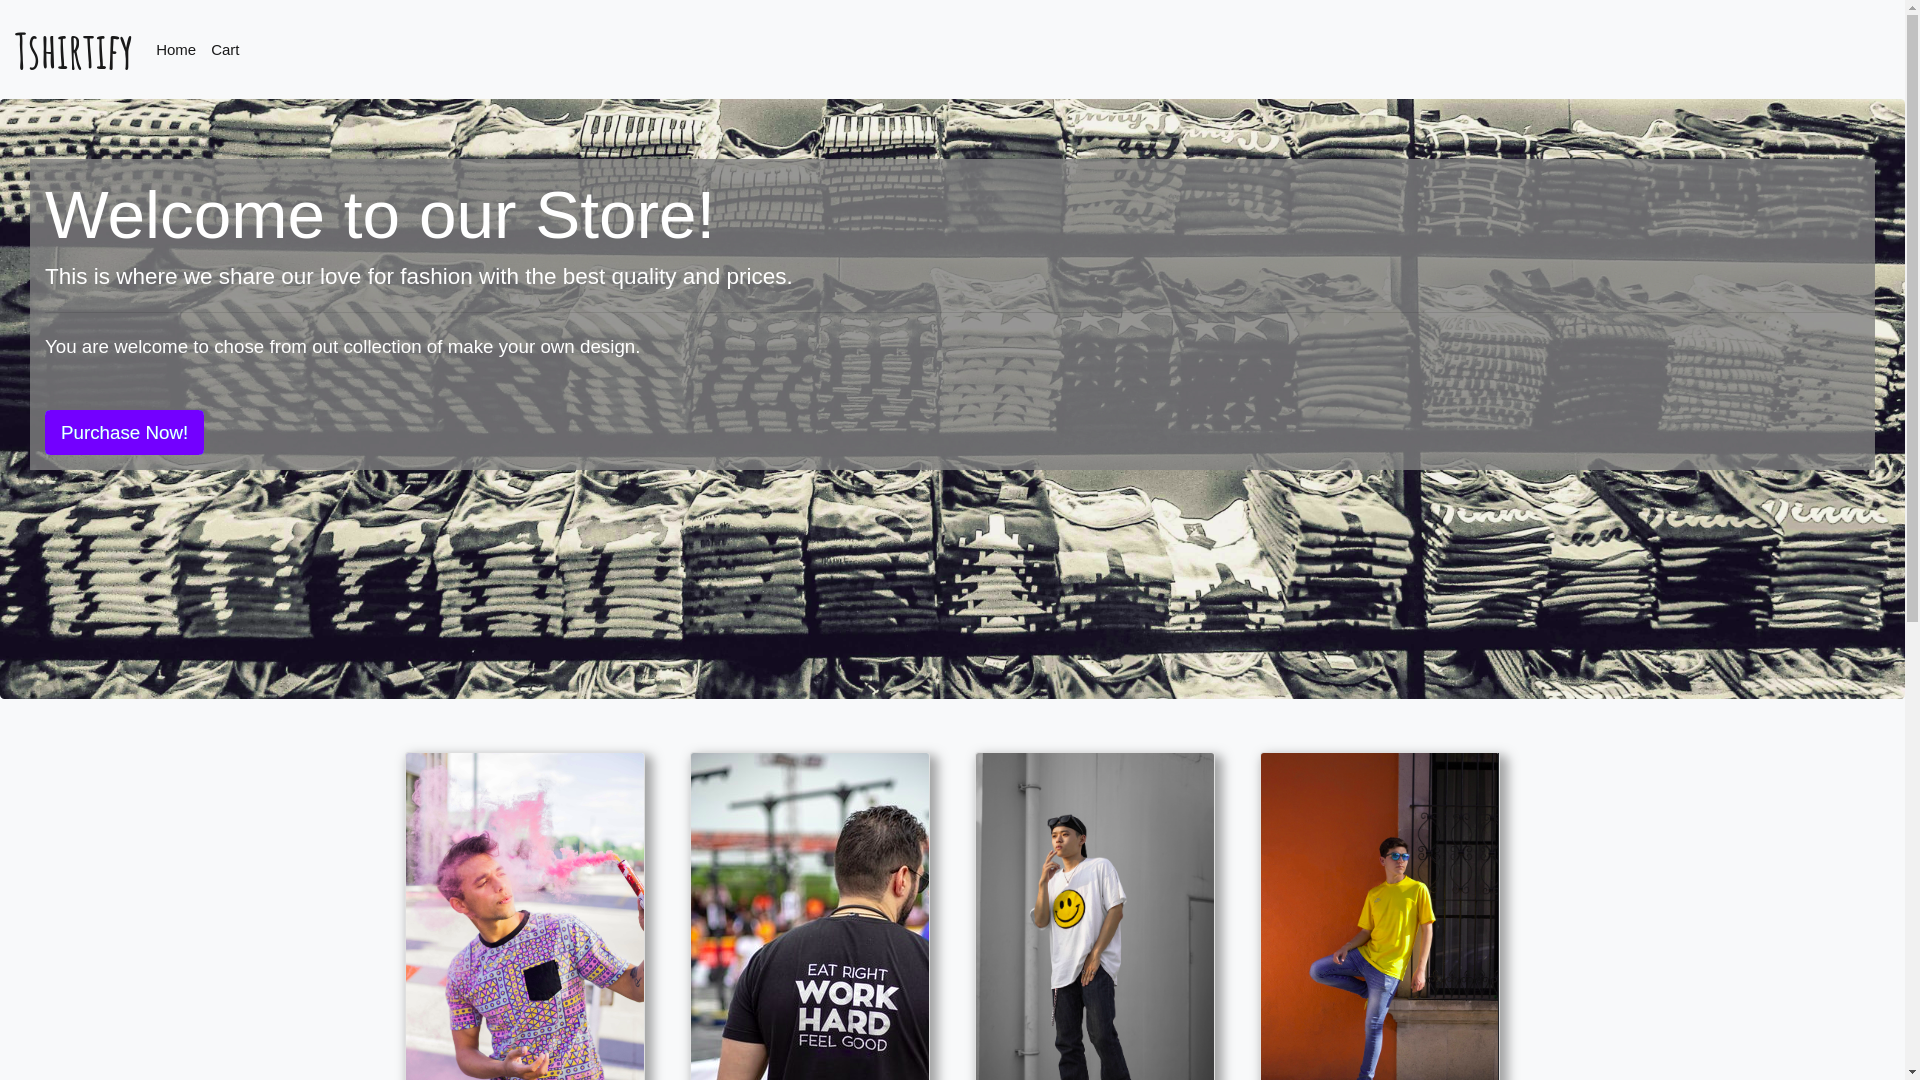 Tshirtify
Home
Cart
Welcome to our Store!
This is where we share our love for fashion with the best quality and prices.
You are welcome to chose from out collection of make your own design.
Purchase Now!
EAT RIGHT
WORK
HARD
FEEL GOOD